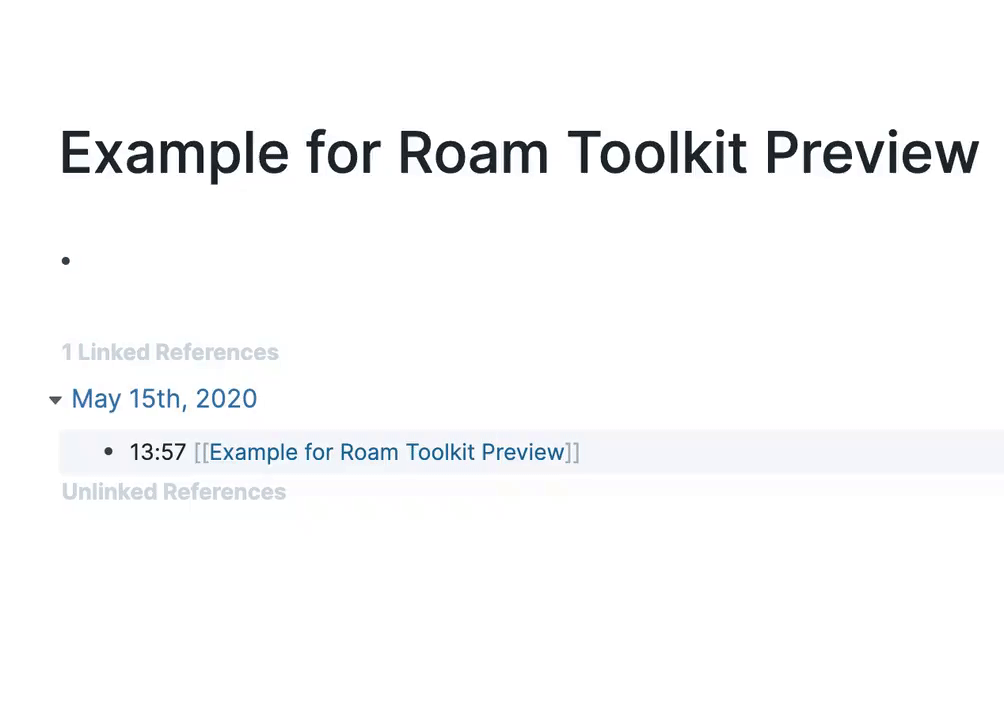 Example for Roam Toolkit Preview
•
1 Linked References
May 15th, 2020
• 13:57 [[Example for Roam Toolkit Preview]]
Unlinked References